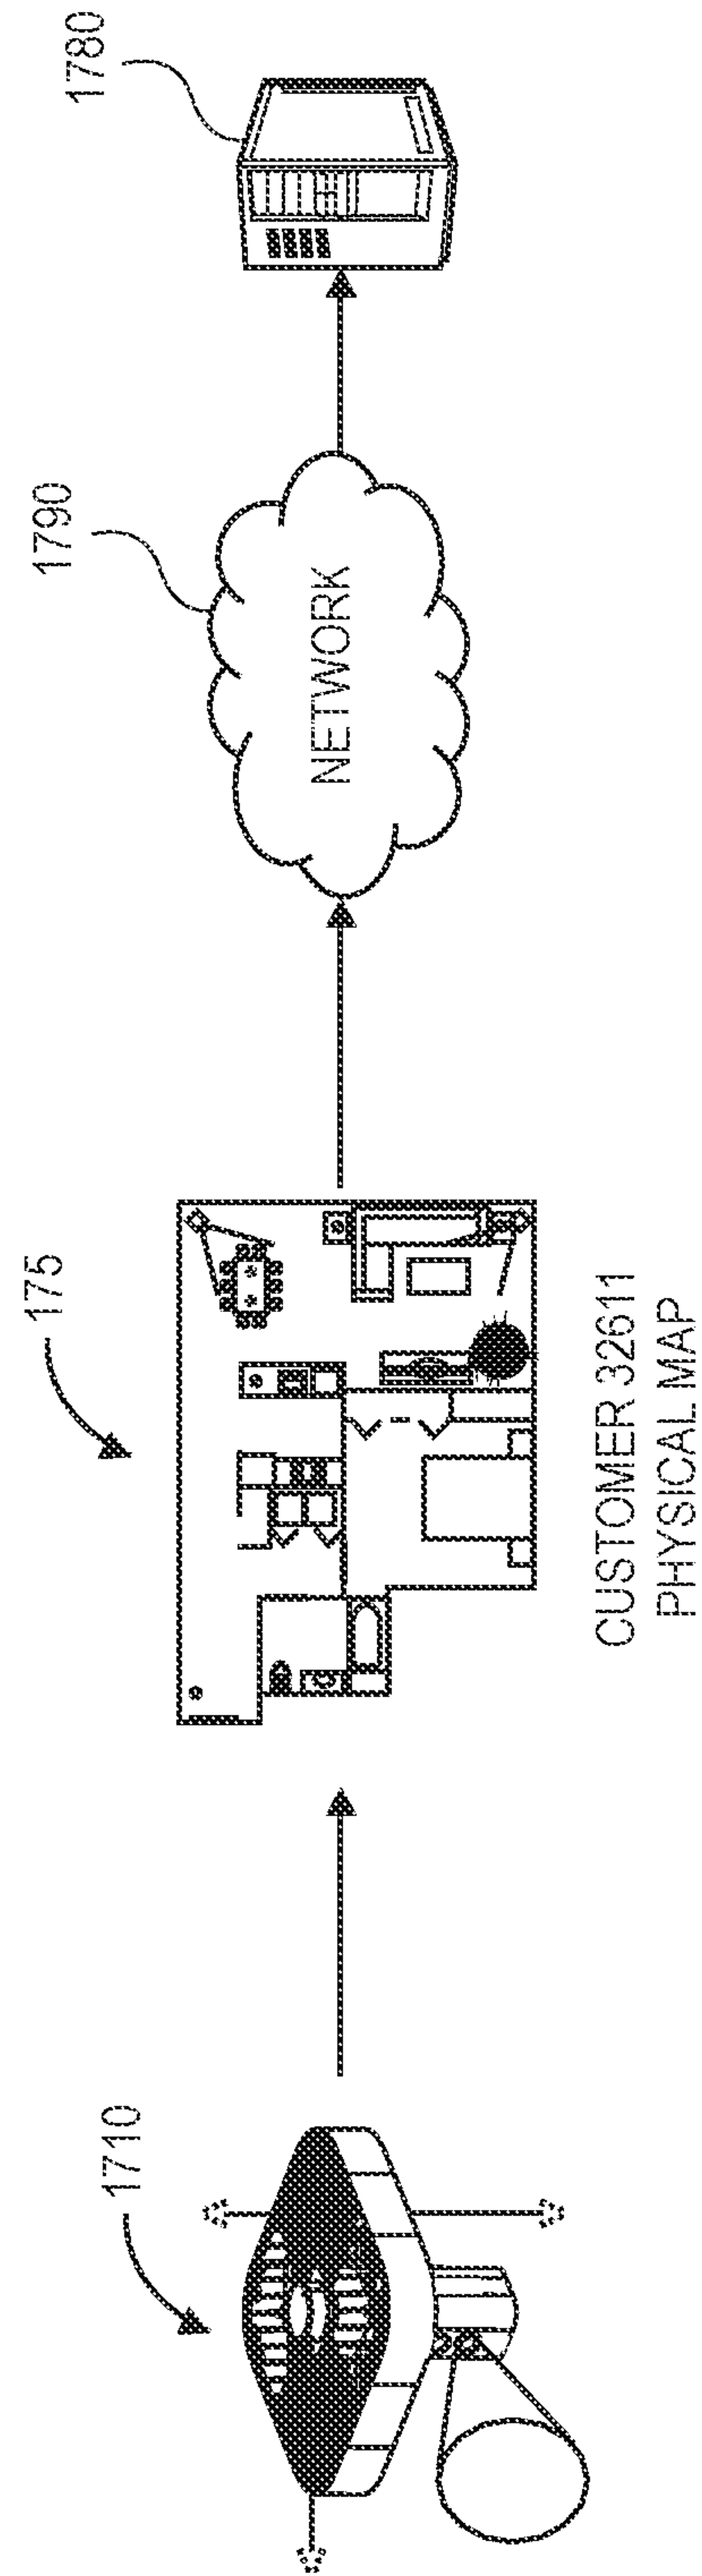 1710
175
CUSTOMER 32611
PHYSICAL MAP
1790
NETWORK
1780